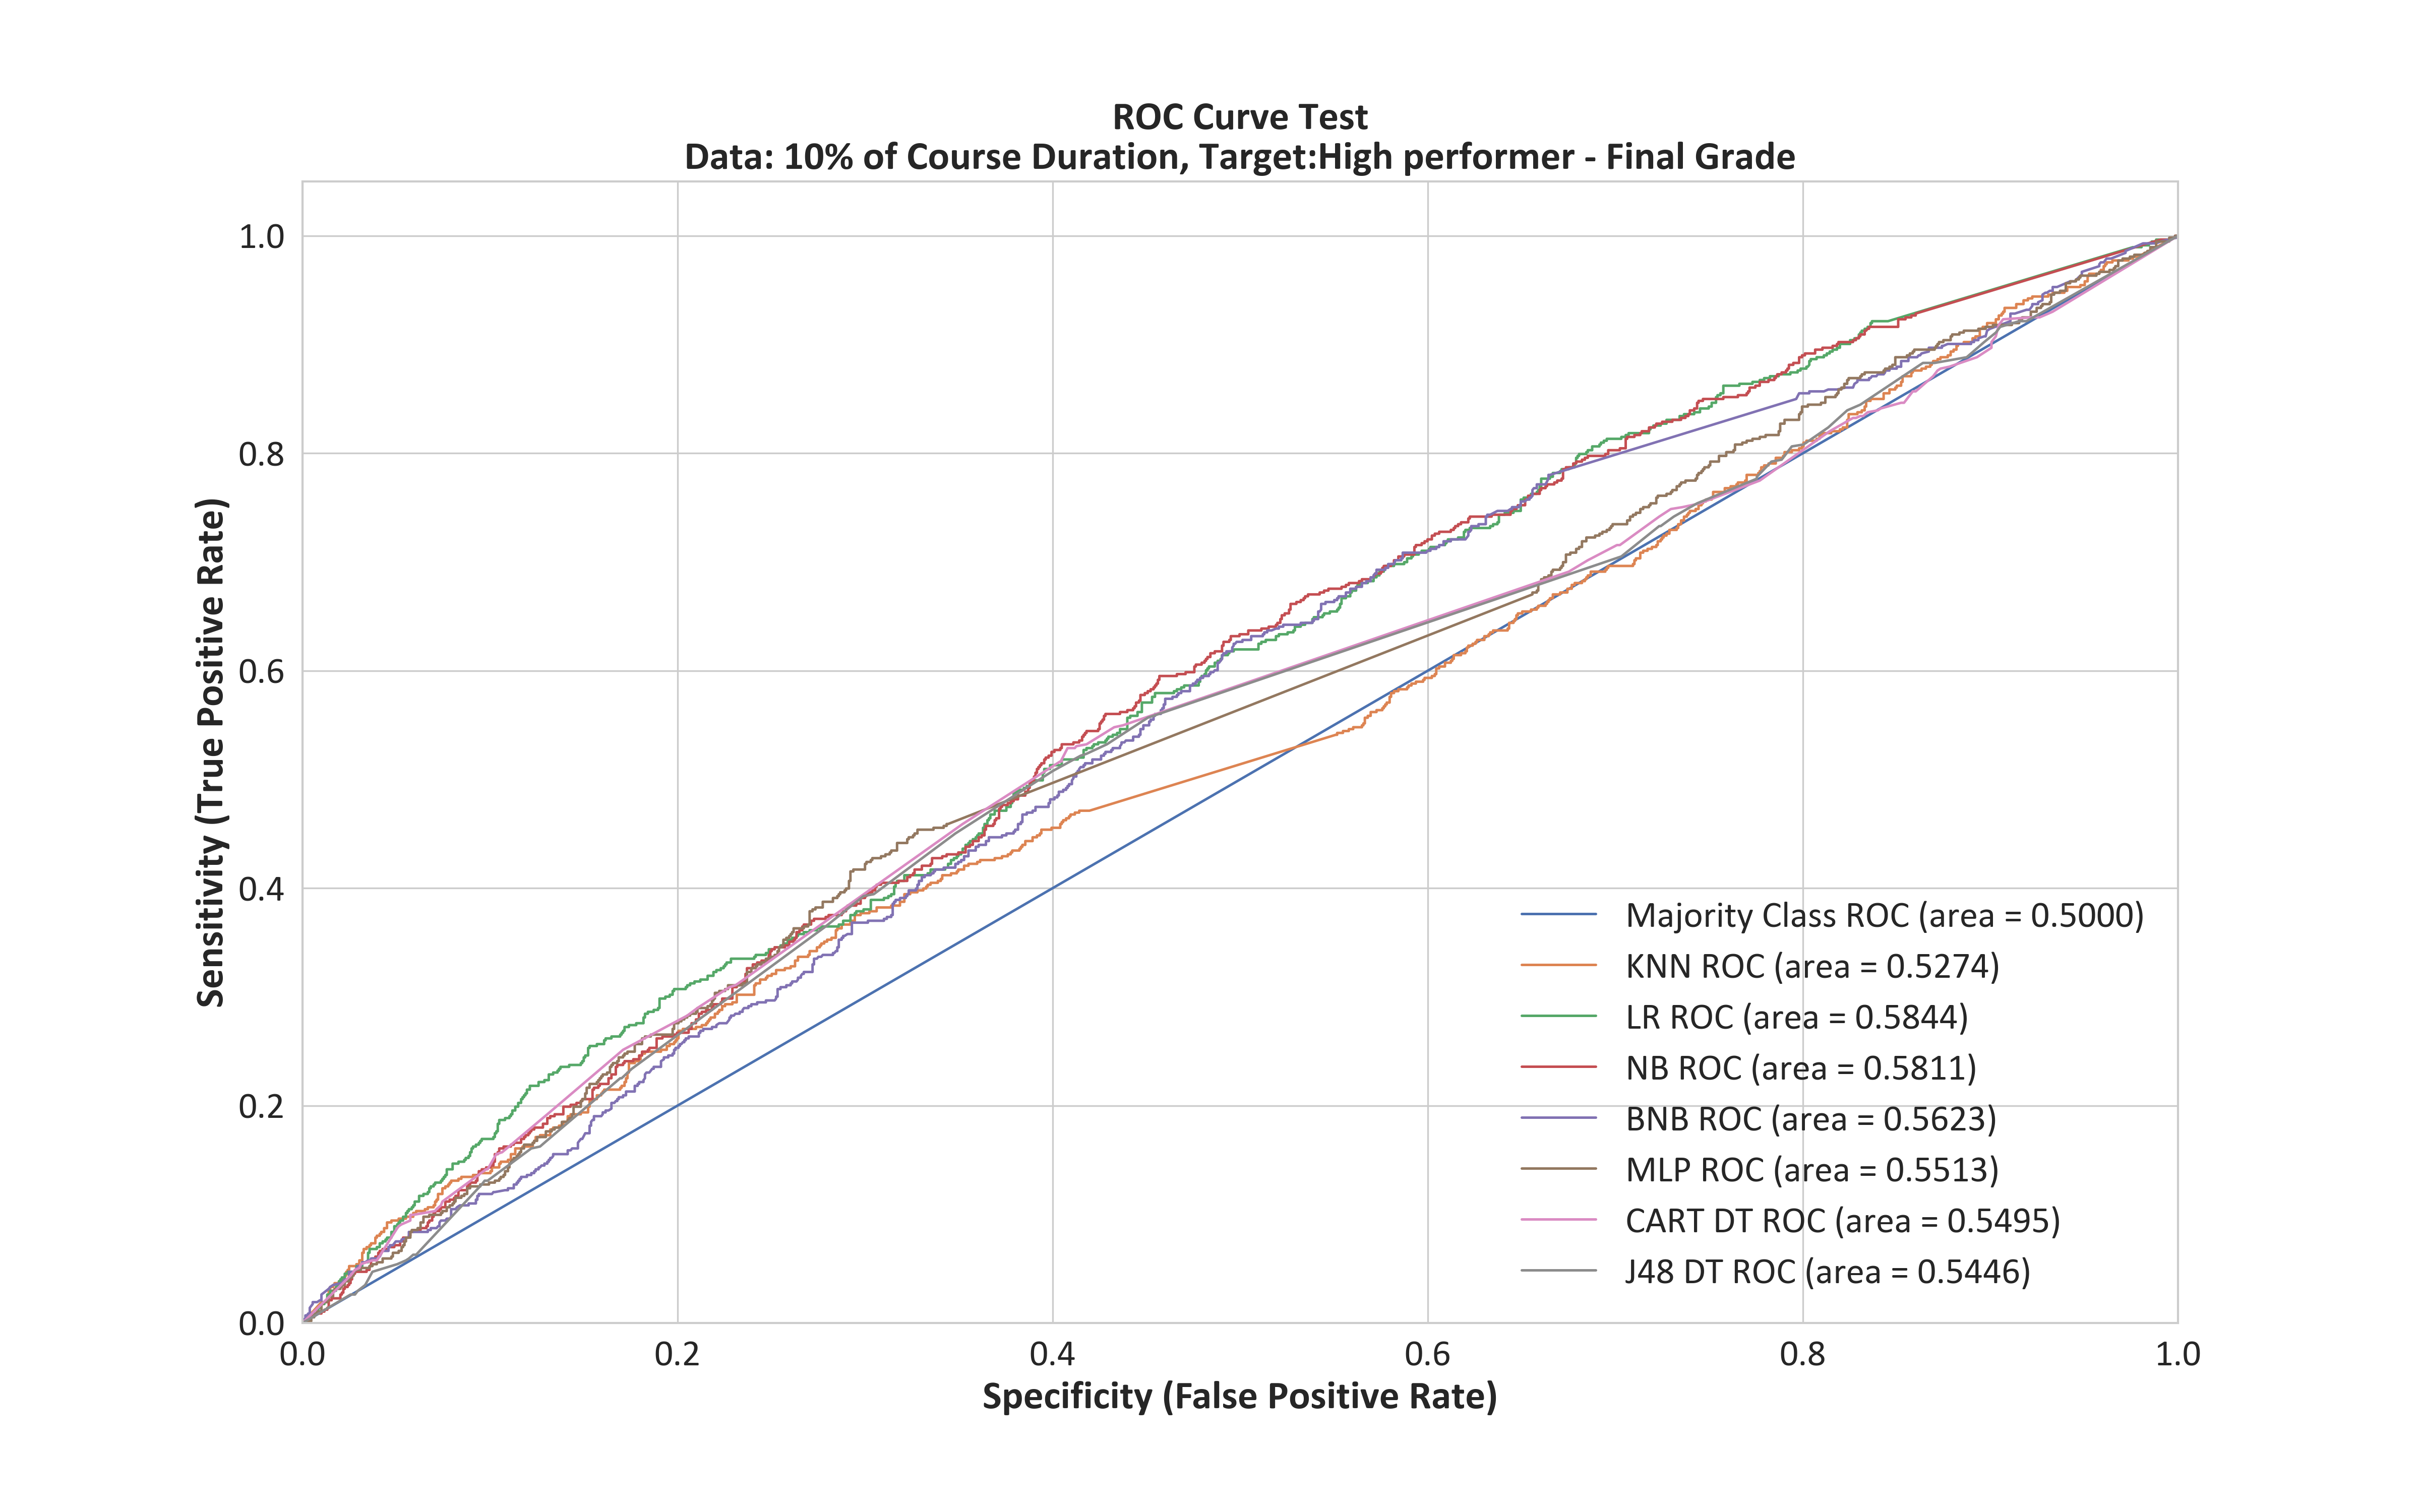 ROC Curve Test
Data: 10% of Course Duration, Target:High performer - Final Grade
Sensitivity (True Positive Rate)
1.0
0.8
0.6
0.4
0.2
0.0
Majority Class ROC (area = 0.5000)
KNN ROC (area = 0.5274)
LR ROC (area = 0.5844)
NB ROC (area = 0.5811)
BNB ROC (area = 0.5623)
MLP ROC (area = 0.5513)
CART DT ROC (area = 0.5495)
J48 DT ROC (area = 0.5446)
0.0 0.2 0.4 0.6 0.8 1.0
Specificity (False Positive Rate)